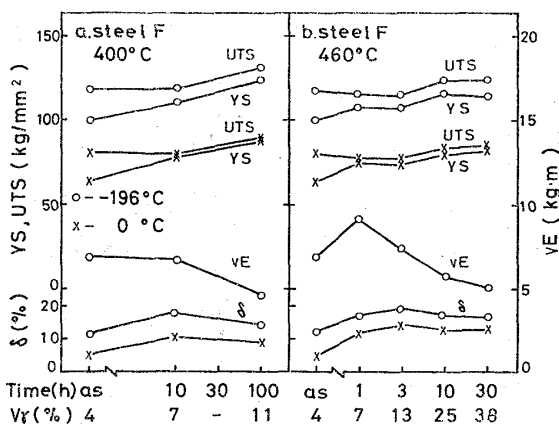 a. steel F
400°C
b. steel F
460°C
150
100
50
0
20
10
0
YS, UTS (kg/mm²)
δ (%)
UTS
YS
UTS
YS
o - -196°C
x - 0 °C
vE
δ
UTS
YS
UTS
YS
vE
δ
20
15
10
5
0
vE (kg·m)
Time(h) as 10 30 100 as 1 3 10 30
Vγ(%) 4 7 - 11 4 7 13 25 38